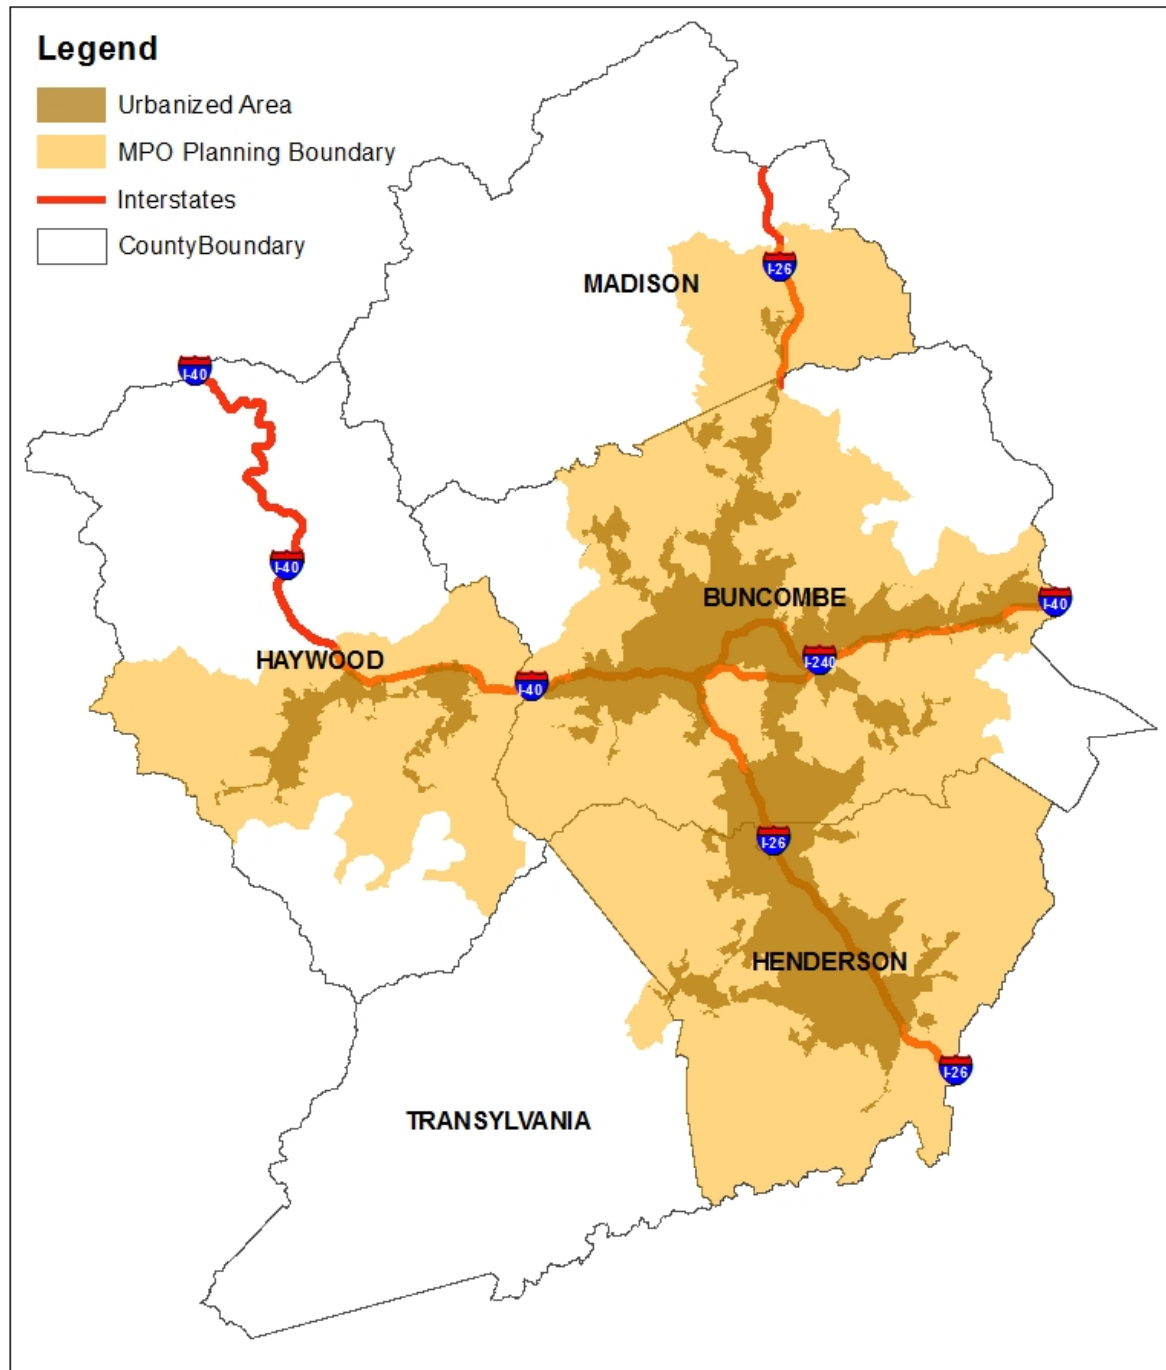 Legend
Urbanized Area
MPO Planning Boundary
Interstates
CountyBoundary
I-26
MADISON
I-40
I-40
BUNCOMBE
I-40
HAYWOOD
I-240
I-40
I-26
HENDERSON
I-26
TRANSYLVANIA